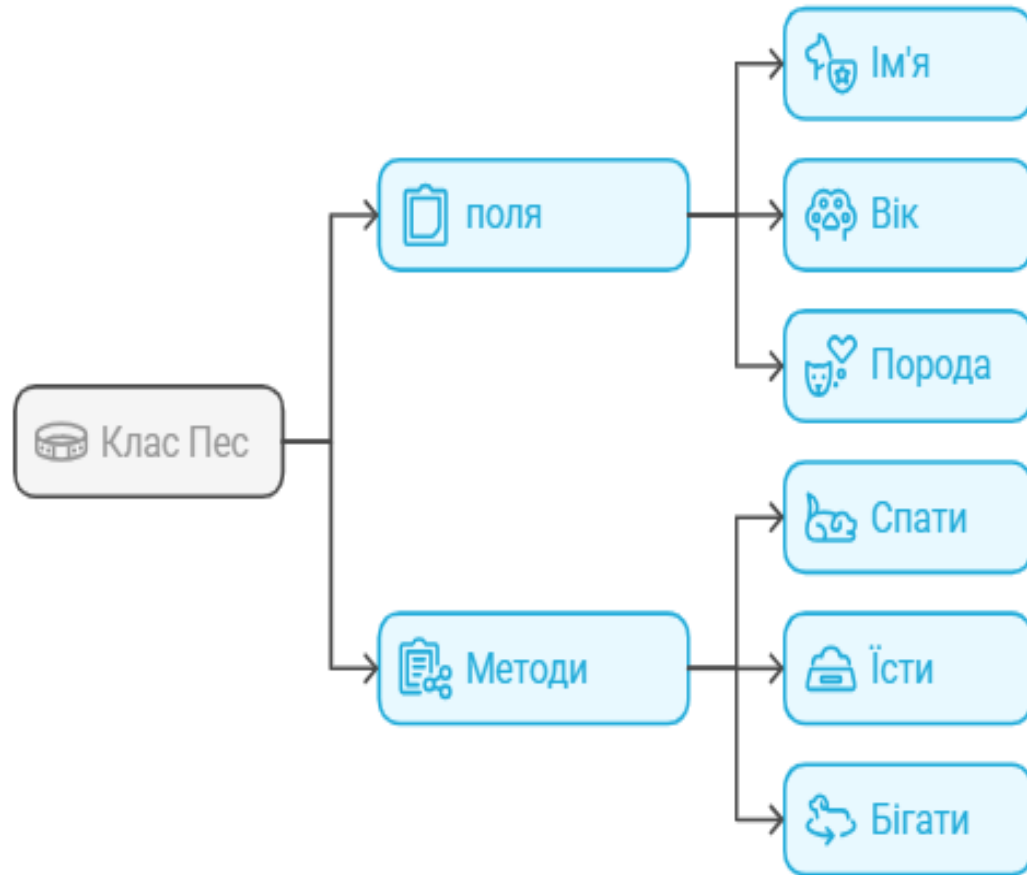 Клас Пес
поля
Ім'я
Вік
Порода
Методи
Спати
Їсти
Бігати